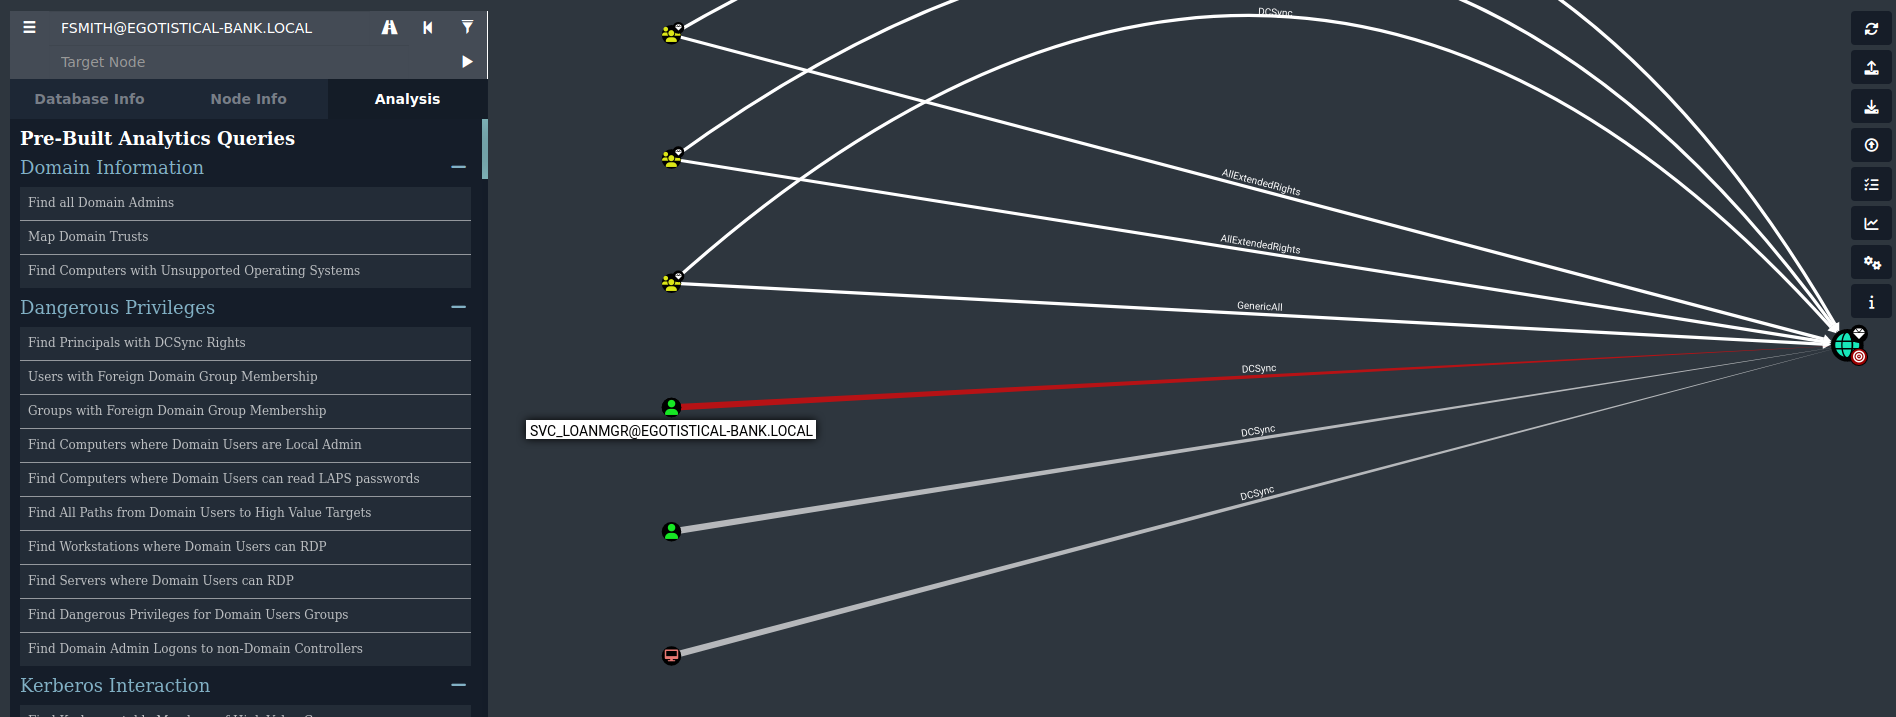 FSMITH@EGOTISTICAL-BANK.LOCAL
Target Node
Database Info
Node Info
Analysis
Pre-Built Analytics Queries
Domain Information
Find all Domain Admins
Map Domain Trusts
Find Computers with Unsupported Operating Systems
Dangerous Privileges
Find Principals with DCSync Rights
Users with Foreign Domain Group Membership
Groups with Foreign Domain Group Membership
Find Computers where Domain Users are Local Admin
Find Computers where Domain Users can read LAPS passwords
Find All Paths from Domain Users to High Value Targets
Find Workstations where Domain Users can RDP
Find Servers where Domain Users can RDP
Find Dangerous Privileges for Domain Users Groups
Find Domain Admin Logons to non-Domain Controllers
Kerberos Interaction
DCSync
AllExtendedRights
AllExtendedRights
GenericAll
DCSync
SVC_LOANMGR@EGOTISTICAL-BANK.LOCAL
DCSync
DCSync